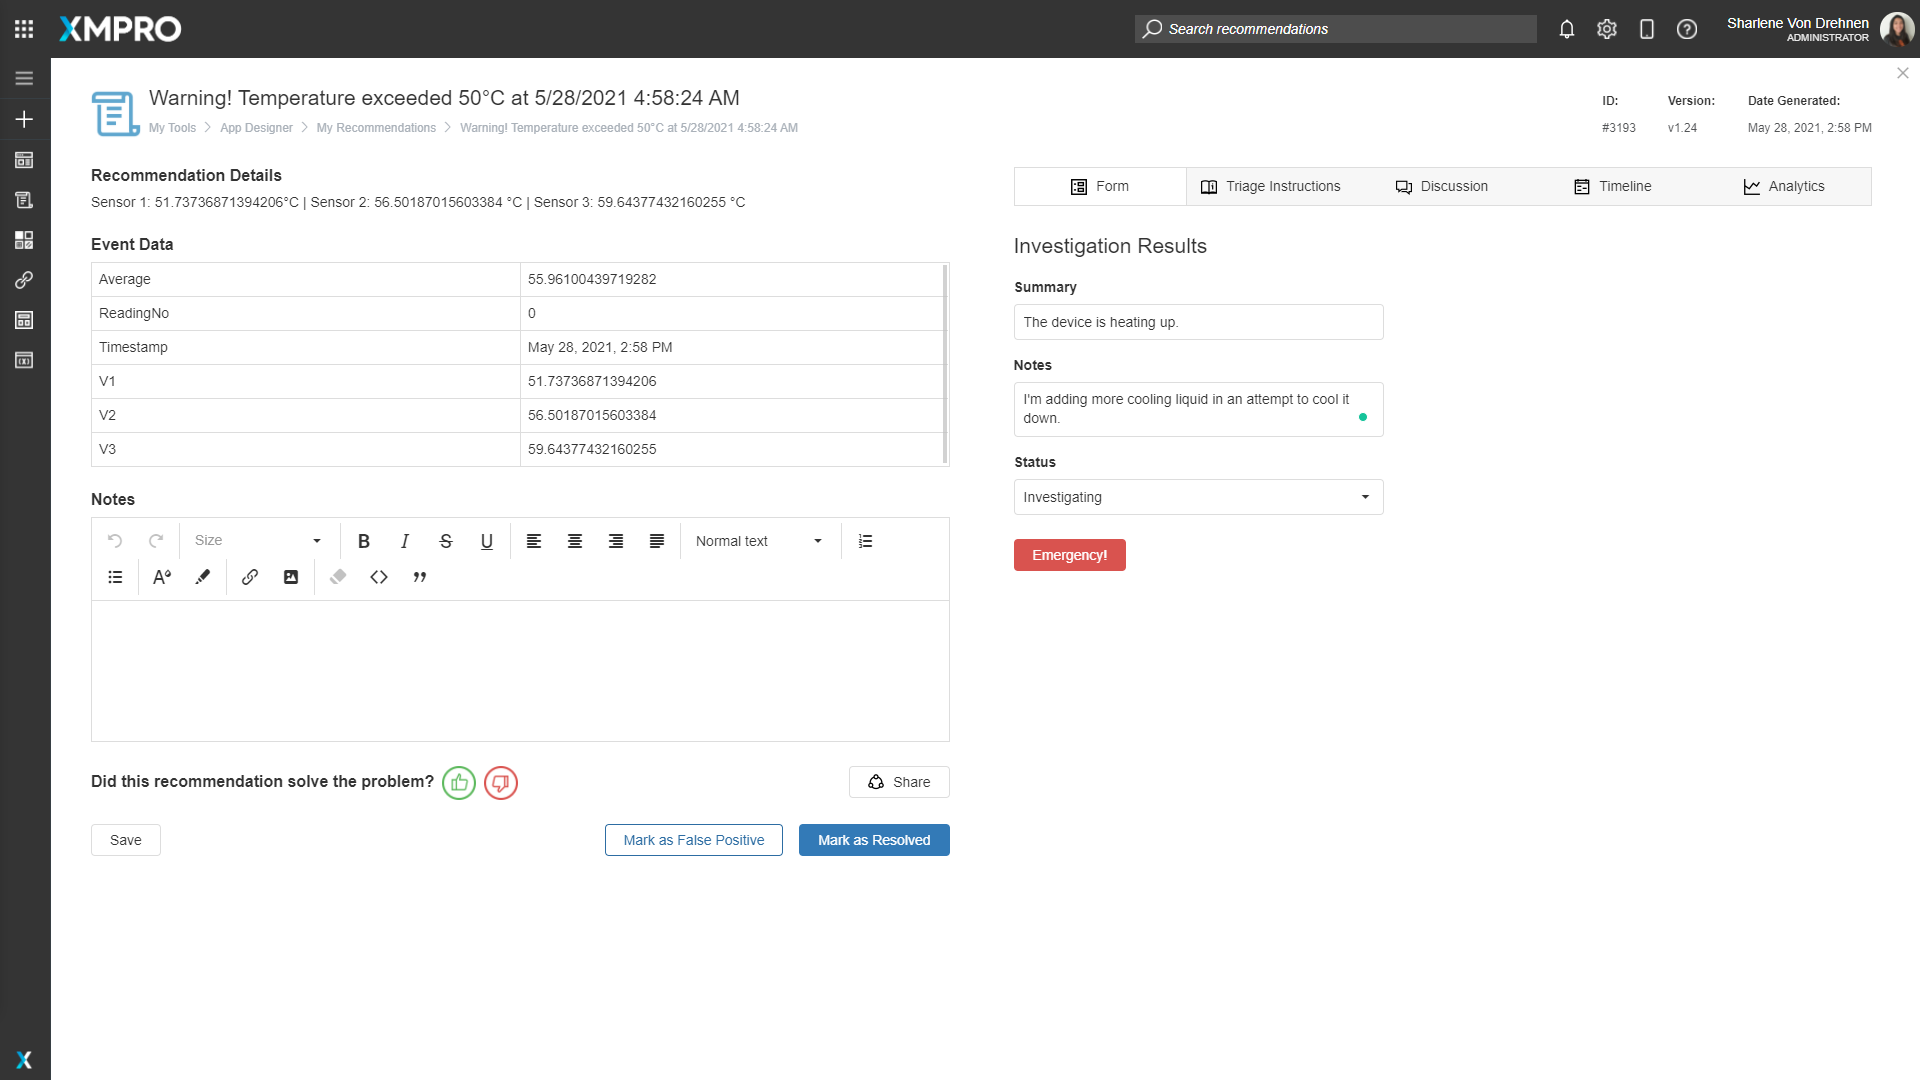 XMPRO
Search recommendations
Sharlene Von Drehnen
ADMINISTRATOR
Warning! Temperature exceeded 50°C at 5/28/2021 4:58:24 AM
My Tools > App Designer > My Recommendations > Warning! Temperature exceeded 50°C at 5/28/2021 4:58:24 AM
ID: Version: Date Generated:
#3193 v1.24 May 28, 2021, 2:58 PM
Recommendation Details
Sensor 1: 51.73736871394206°C | Sensor 2: 56.50187015603384 °C | Sensor 3: 59.64377432160255 °C
Event Data
Average 55.96100439719282
ReadingNo 0
Timestamp May 28, 2021, 2:58 PM
V1 51.73736871394206
V2 56.50187015603384
V3 59.64377432160255
Notes
Size B I S U Normal text
Did this recommendation solve the problem?
Share
Save Mark as False Positive Mark as Resolved
Form Triage Instructions Discussion Timeline Analytics
Investigation Results
Summary
The device is heating up.
Notes
I'm adding more cooling liquid in an attempt to cool it
down.
Status
Investigating
Emergency!
X